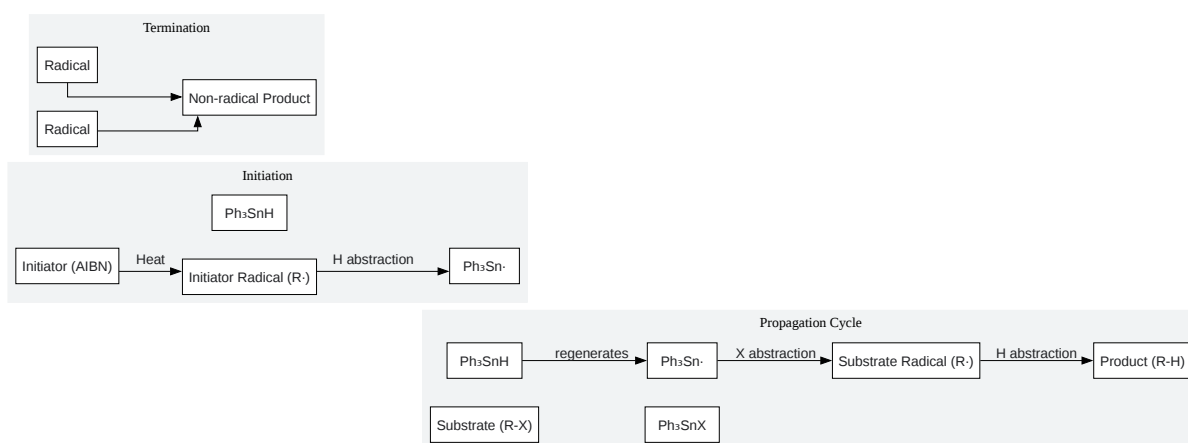 Termination
Radical
Non-radical Product
Radical
Initiation
Ph₃SnH
Initiator (AIBN)
Heat
Initiator Radical (R·)
H abstraction
Ph₃Sn·
Propagation Cycle
Ph₃SnH
regenerates
Ph₃Sn·
X abstraction
Substrate Radical (R·)
H abstraction
Product (R-H)
Substrate (R-X)
Ph₃SnX